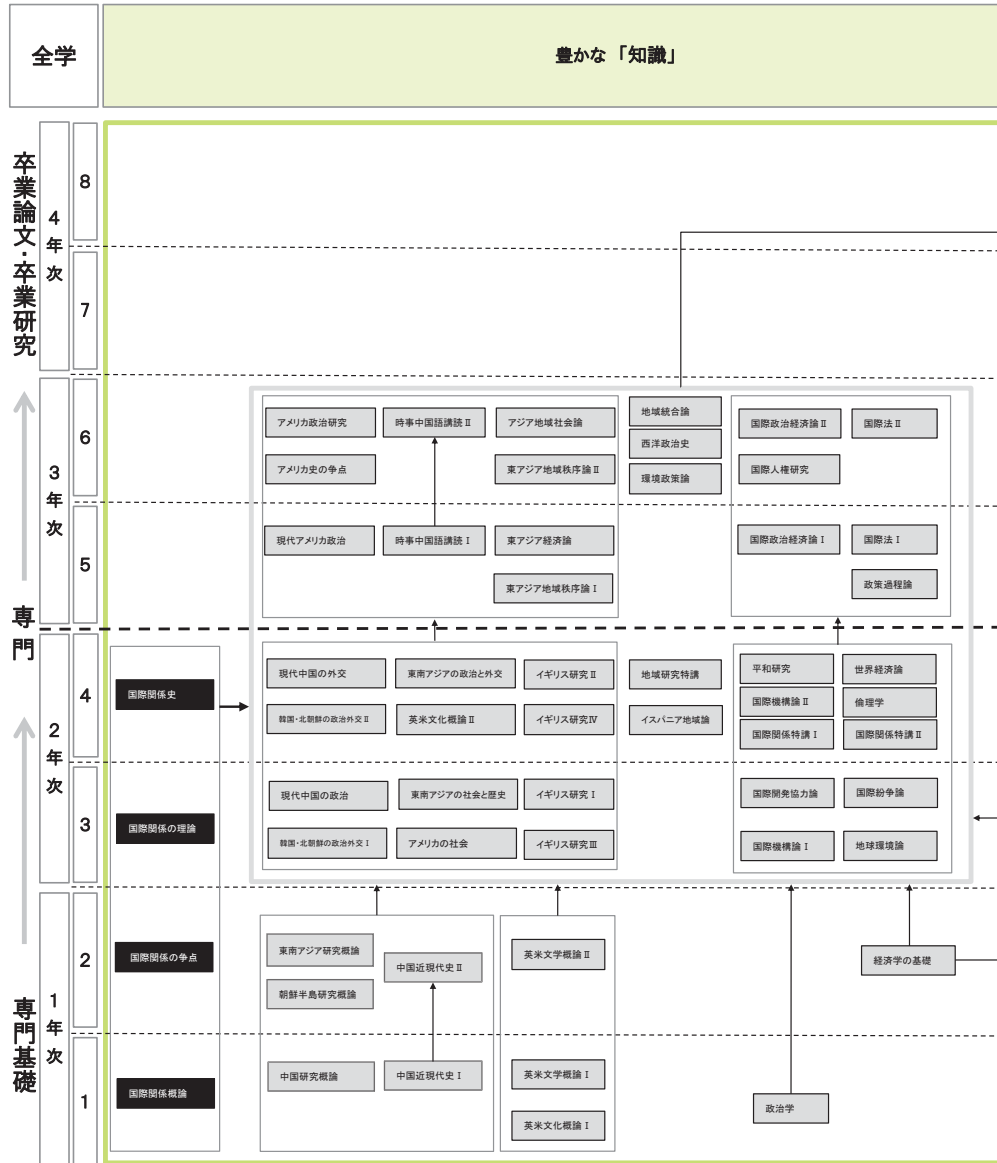 全学
豊かな「知識」
卒業論文・卒業研究
4年次
8
7
専門
3年次
6
アメリカ政治研究
時事中国語講読Ⅱ
アジア地域社会論
地域統合論
国際政治経済論Ⅱ
国際法Ⅱ
西洋政治史
アメリカ史の争点
東アジア地域秩序論Ⅱ
環境政策論
国際人権研究
5
現代アメリカ政治
時事中国語講読Ⅰ
東アジア経済論
国際政治経済論Ⅰ
国際法Ⅰ
東アジア地域秩序論Ⅰ
政策過程論
2年次
4
国際関係史
現代中国の外交
東南アジアの政治と外交
イギリス研究Ⅱ
地域研究特講
平和研究
世界経済論
韓国・北朝鮮の政治外交Ⅱ
英米文化概論Ⅱ
イギリス研究Ⅳ
イスパニア地域論
国際機構論Ⅱ
倫理学
国際関係特講Ⅰ
国際関係特講Ⅱ
3
国際関係の理論
現代中国の政治
東南アジアの社会と歴史
イギリス研究Ⅰ
国際開発協力論
国際紛争論
韓国・北朝鮮の政治外交Ⅰ
アメリカの社会
イギリス研究Ⅲ
国際機構論Ⅰ
地球環境論
専門基礎
1年次
2
国際関係の争点
東南アジア研究概論
中国近現代史Ⅱ
英米文学概論Ⅱ
経済学の基礎
朝鮮半島研究概論
1
国際関係概論
中国研究概論
中国近現代史Ⅰ
英米文学概論Ⅰ
英米文化概論Ⅰ
政治学